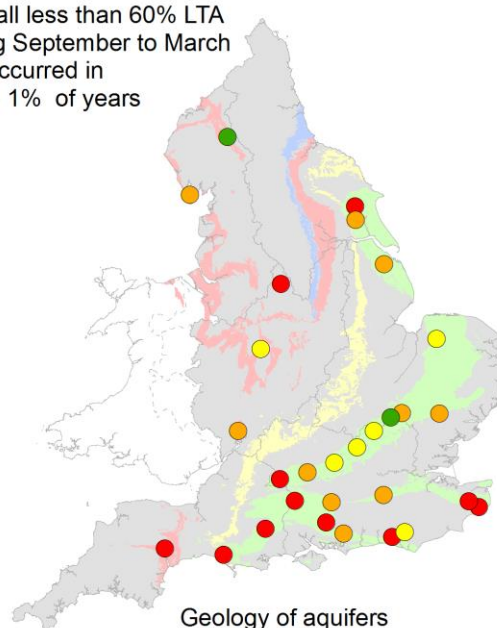 all less than 60% LTA
g September to March
ccurred in
1% of years
Geology of aquifers